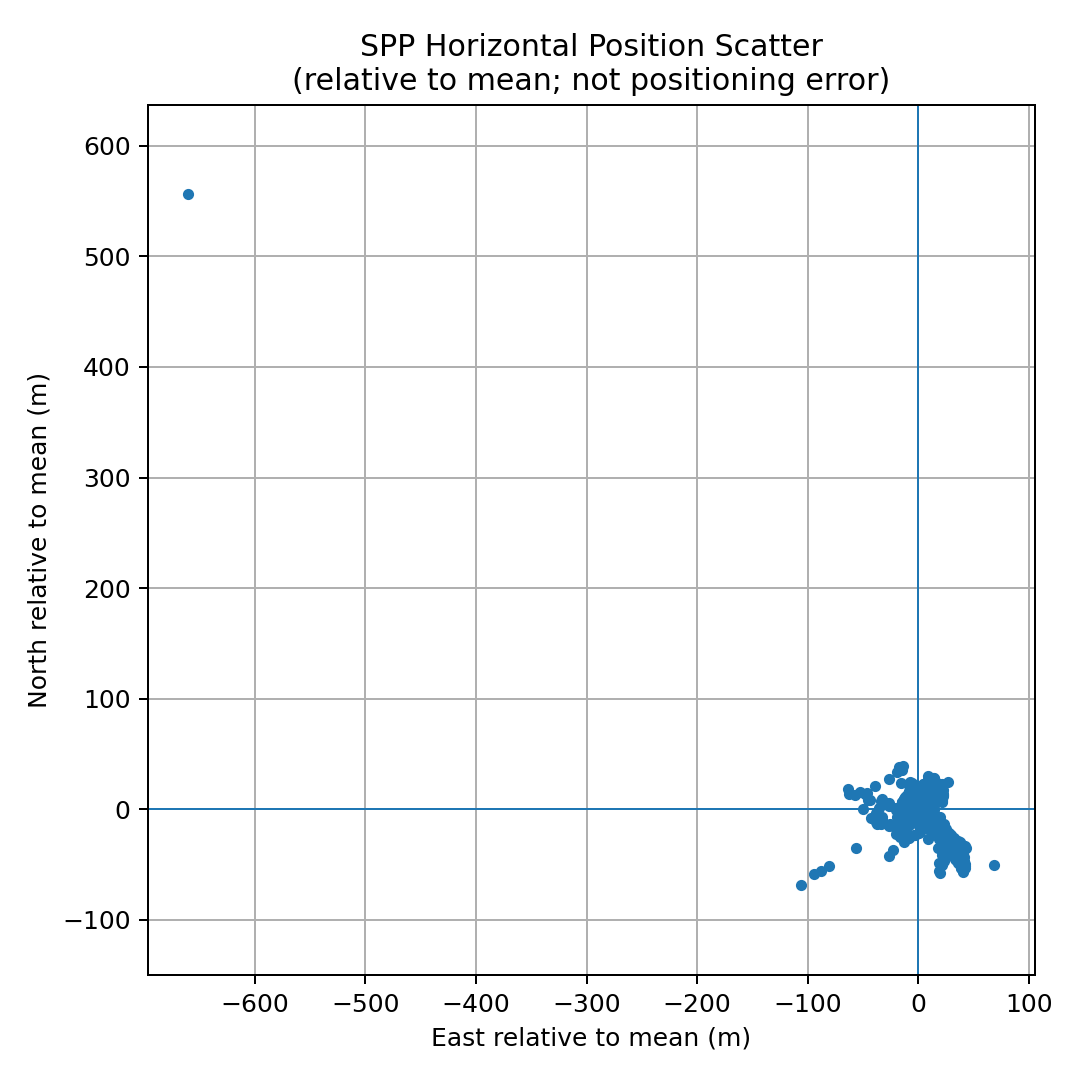 SPP Horizontal Position Scatter
(relative to mean; not positioning error)
600
500
400
300
200
100
0
−100
North relative to mean (m)
−600 −500 −400 −300 −200 −100 0 100
East relative to mean (m)